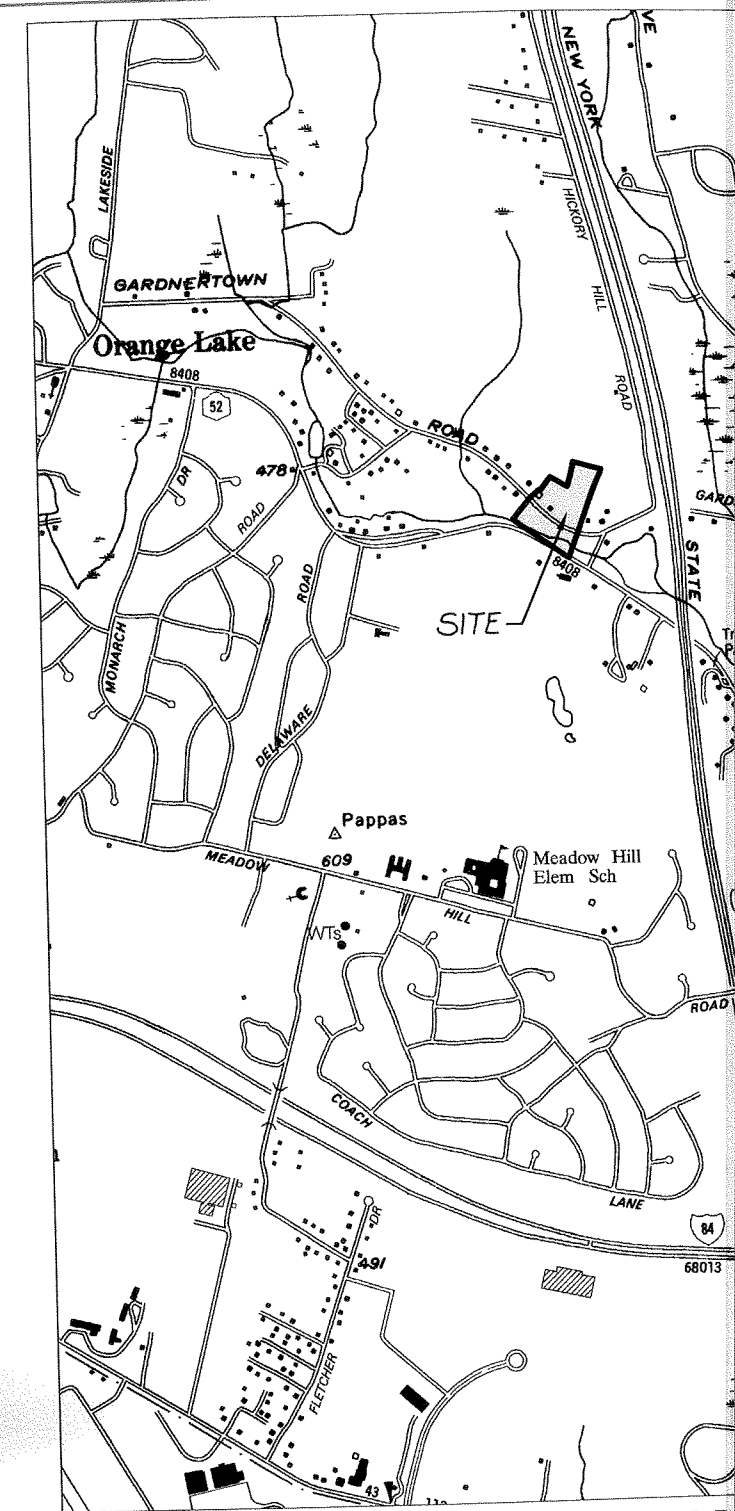 NEW YORK
VE
LAKESIDE
HICKORY
HILL
ROAD
GARDNERTOWN
Orange Lake
8408
52
ROAD
478
DR
ROAD
GARD
ROAD
STATE
8408
SITE
MONARCH
DELAWARE
Pappas
MEADOW
609
Meadow Hill
Elem Sch
HILL
WTs
ROAD
COACH
LANE
84
68013
DR
491
FLETCHER
43